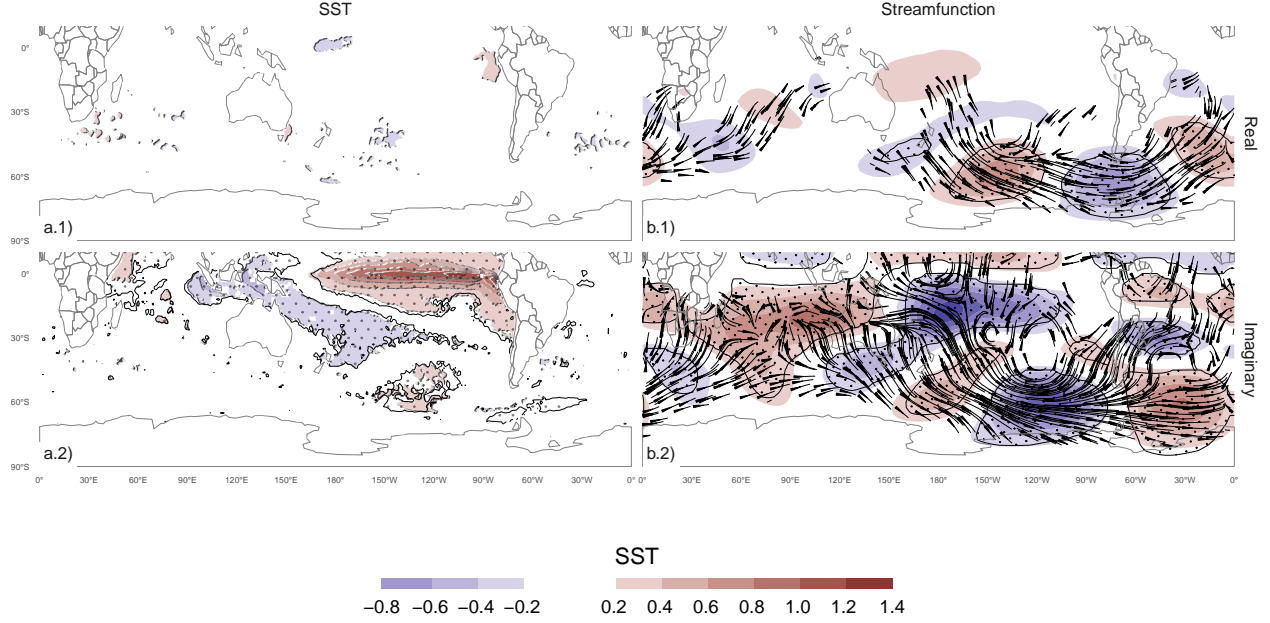 SST
Streamfunction
0°
30°S
60°S
90°S
a.1)
b.1)
Real
0°
30°S
60°S
90°S
a.2)
b.2)
Imaginary
0° 30°E 60°E 90°E 120°E 150°E 180° 150°W 120°W 90°W 60°W 30°W 0° 30°E 60°E 90°E 120°E 150°E 180° 150°W 120°W 90°W 60°W 30°W 0°
SST
−0.8 −0.6 −0.4 −0.2 0.2 0.4 0.6 0.8 1.0 1.2 1.4